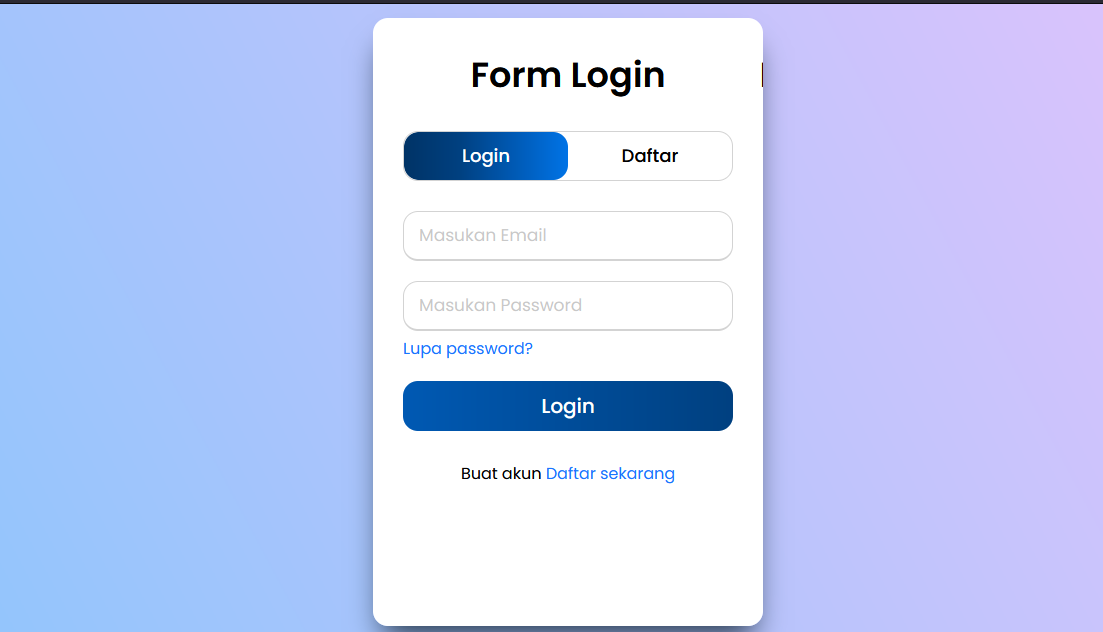 Form Login
Login Daftar
Masukan Email
Masukan Password
Lupa password?
Login
Buat akun Daftar sekarang